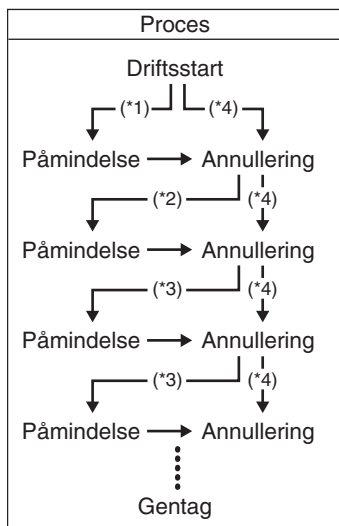 Proces
Driftsstart
(*1) (*4)
Påmindelse Annullering
(*2) (*4)
Påmindelse Annullering
(*3) (*4)
Påmindelse Annullering
(*3) (*4)
Påmindelse Annullering
Gentag